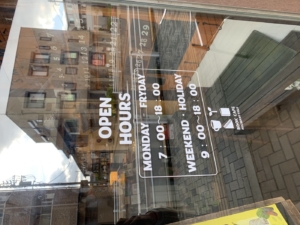 OPEN
HOURS
MONDAY - FRYDAY
7 : 00 - 18 : 00
WEEKEND · HOLIDAY
9 : 00 - 18 : 00